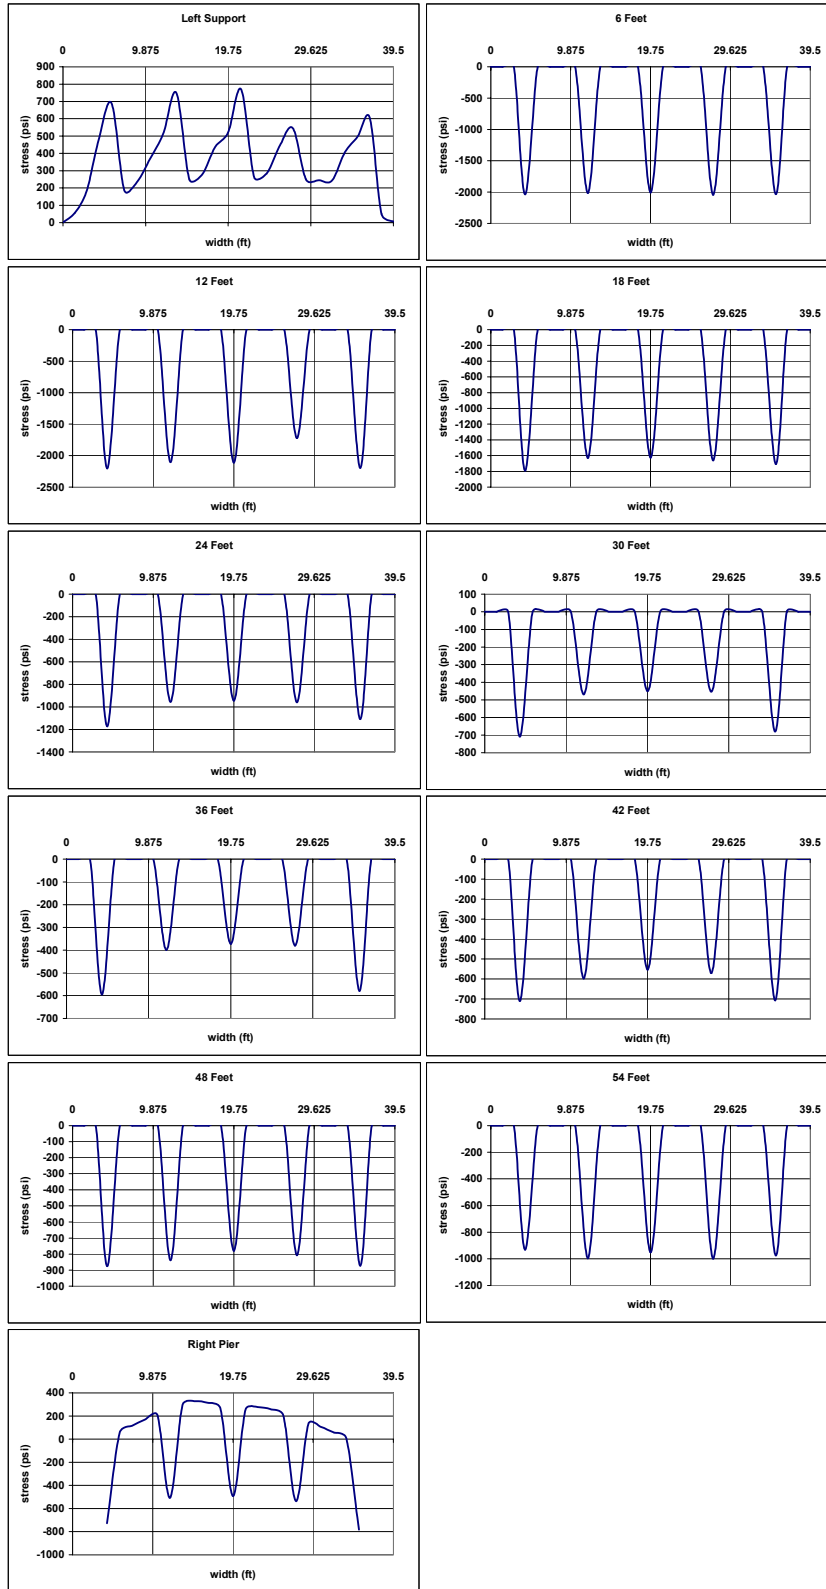 Left Support
0 9.875 19.75 29.625 39.5
900
800
700
600
500
400
300
200
100
0
stress (psi)
width (ft)
6 Feet
0 9.875 19.75 29.625 39.5
0
-500
-1000
-1500
-2000
-2500
stress (psi)
width (ft)
12 Feet
0 9.875 19.75 29.625 39.5
0
-500
-1000
-1500
-2000
-2500
stress (psi)
width (ft)
18 Feet
0 9.875 19.75 29.625 39.5
0
-200
-400
-600
-800
-1000
-1200
-1400
-1600
-1800
-2000
stress (psi)
width (ft)
24 Feet
0 9.875 19.75 29.625 39.5
0
-200
-400
-600
-800
-1000
-1200
-1400
stress (psi)
width (ft)
30 Feet
0 9.875 19.75 29.625 39.5
100
0
-100
-200
-300
-400
-500
-600
-700
-800
stress (psi)
width (ft)
36 Feet
0 9.875 19.75 29.625 39.5
0
-100
-200
-300
-400
-500
-600
-700
stress (psi)
width (ft)
42 Feet
0 9.875 19.75 29.625 39.5
0
-100
-200
-300
-400
-500
-600
-700
-800
stress (psi)
width (ft)
48 Feet
0 9.875 19.75 29.625 39.5
0
-100
-200
-300
-400
-500
-600
-700
-800
-900
-1000
stress (psi)
width (ft)
54 Feet
0 9.875 19.75 29.625 39.5
0
-200
-400
-600
-800
-1000
-1200
stress (psi)
width (ft)
Right Pier
0 9.875 19.75 29.625 39.5
400
200
0
-200
-400
-600
-800
-1000
stress (psi)
width (ft)